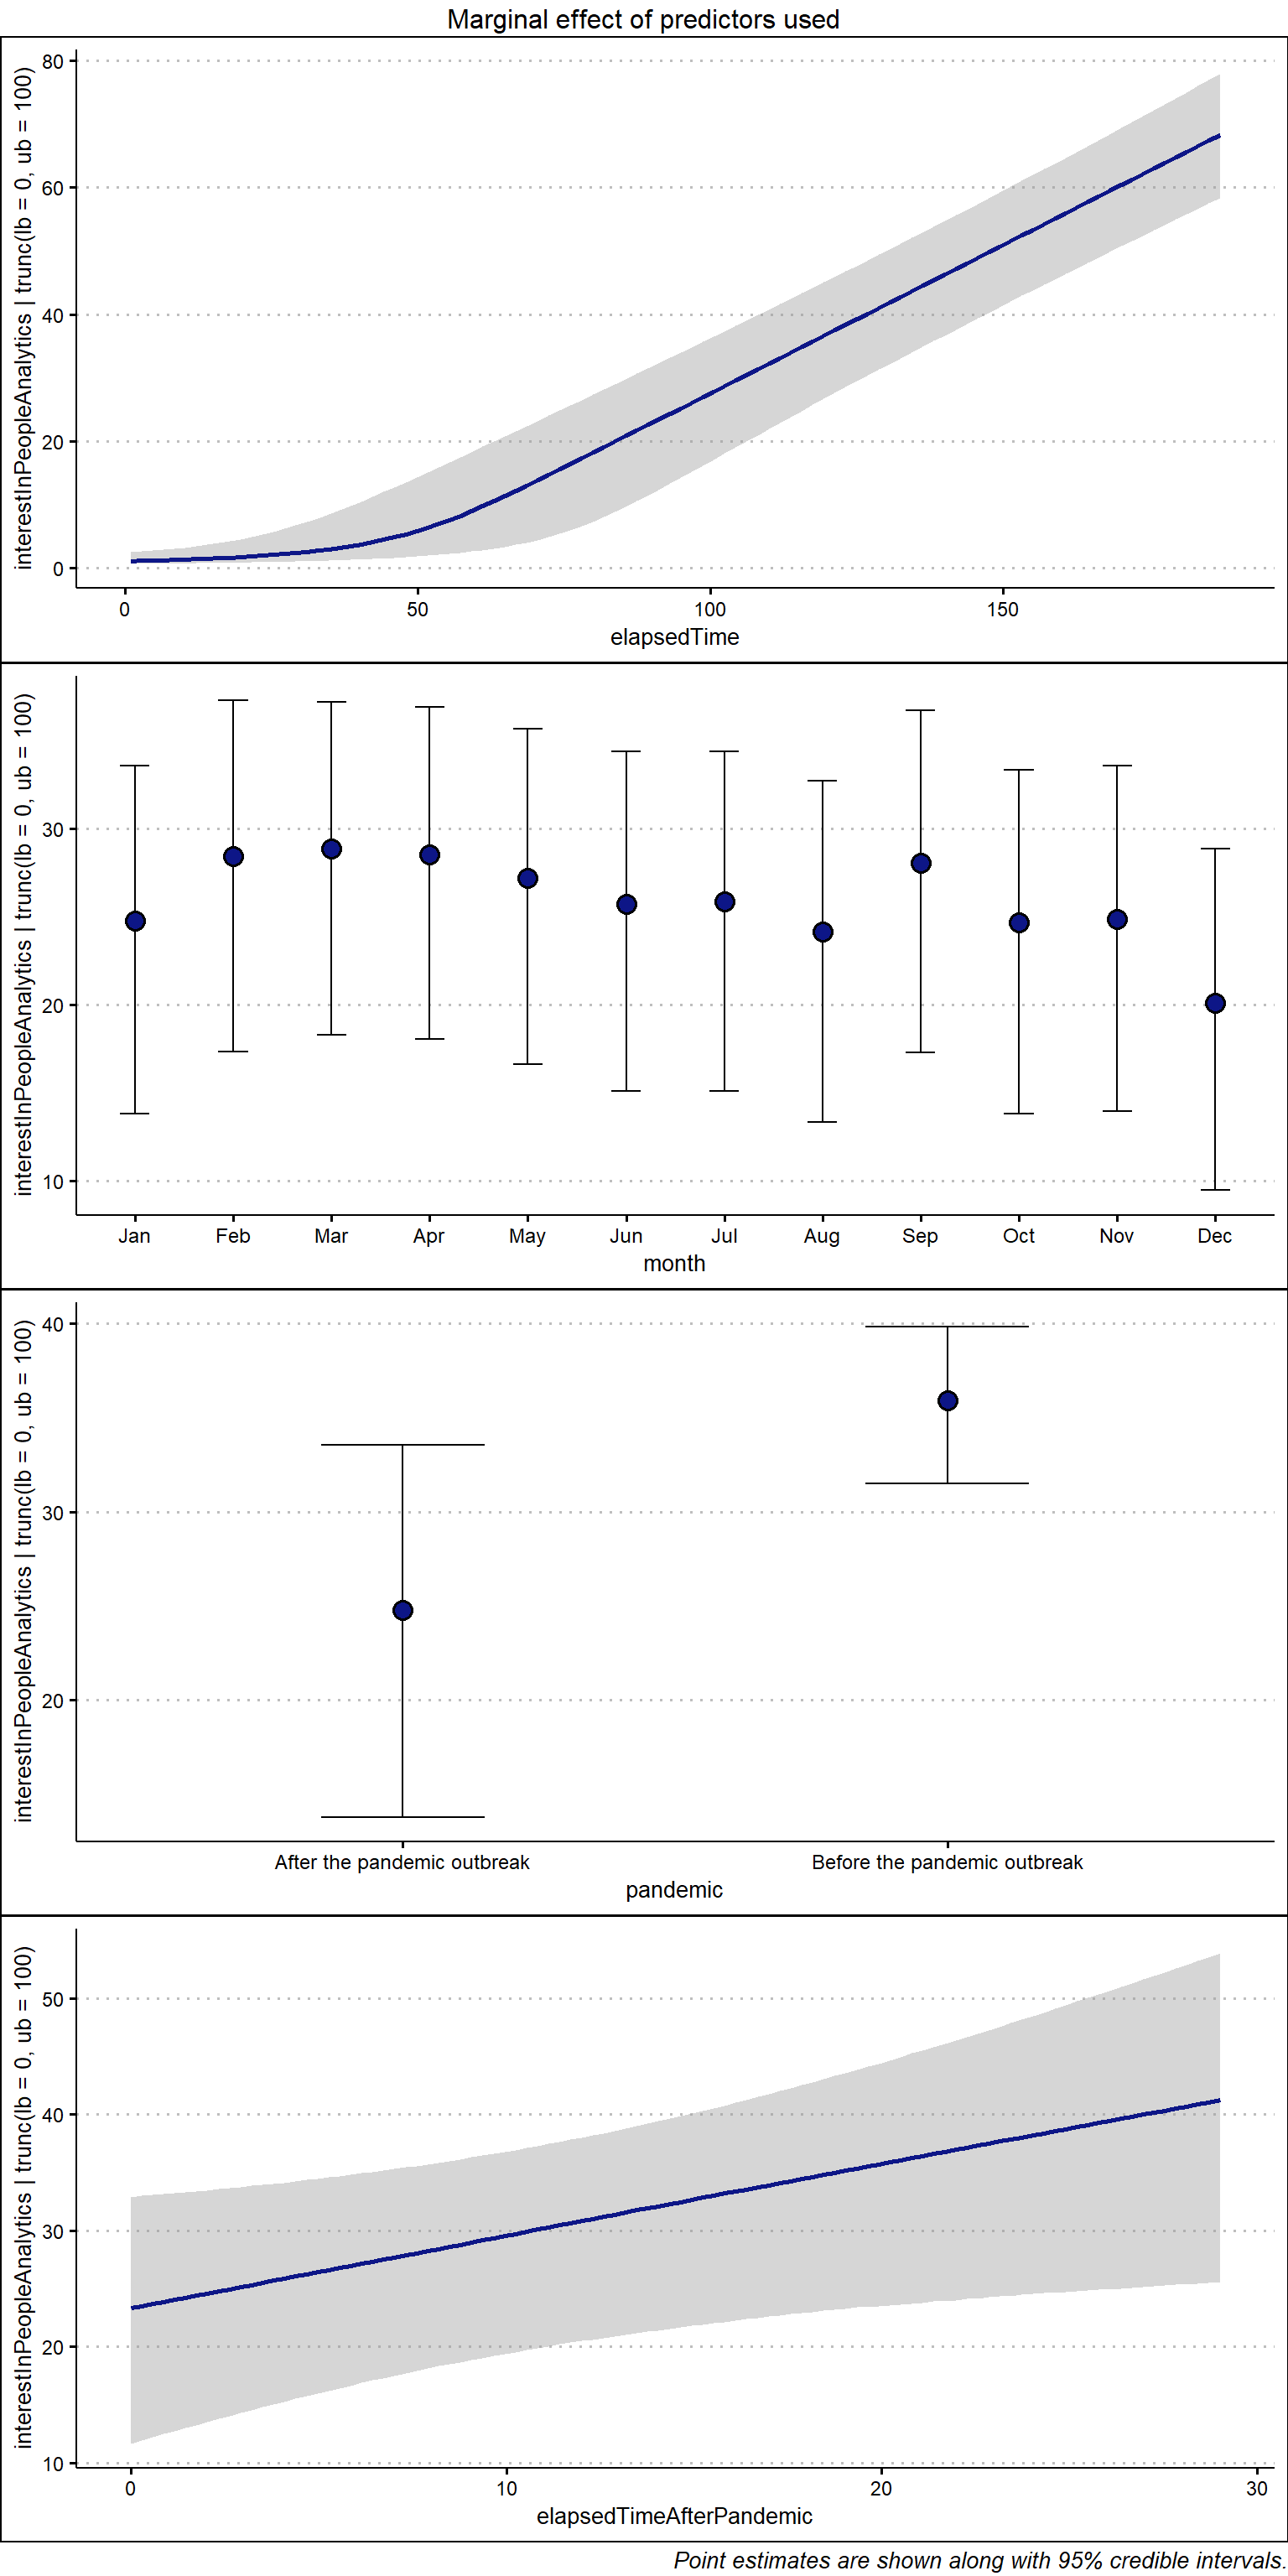 Marginal effect of predictors used
interestInPeopleAnalytics | trunc(lb = 0, ub = 100)
80
60
40
20
0
0 50 100 150
elapsedTime
interestInPeopleAnalytics | trunc(lb = 0, ub = 100)
30
20
10
Jan Feb Mar Apr May Jun Jul Aug Sep Oct Nov Dec
month
interestInPeopleAnalytics | trunc(lb = 0, ub = 100)
40
30
20
After the pandemic outbreak Before the pandemic outbreak
pandemic
interestInPeopleAnalytics | trunc(lb = 0, ub = 100)
50
40
30
20
10
0 10 20 30
elapsedTimeAfterPandemic
Point estimates are shown along with 95% credible intervals.